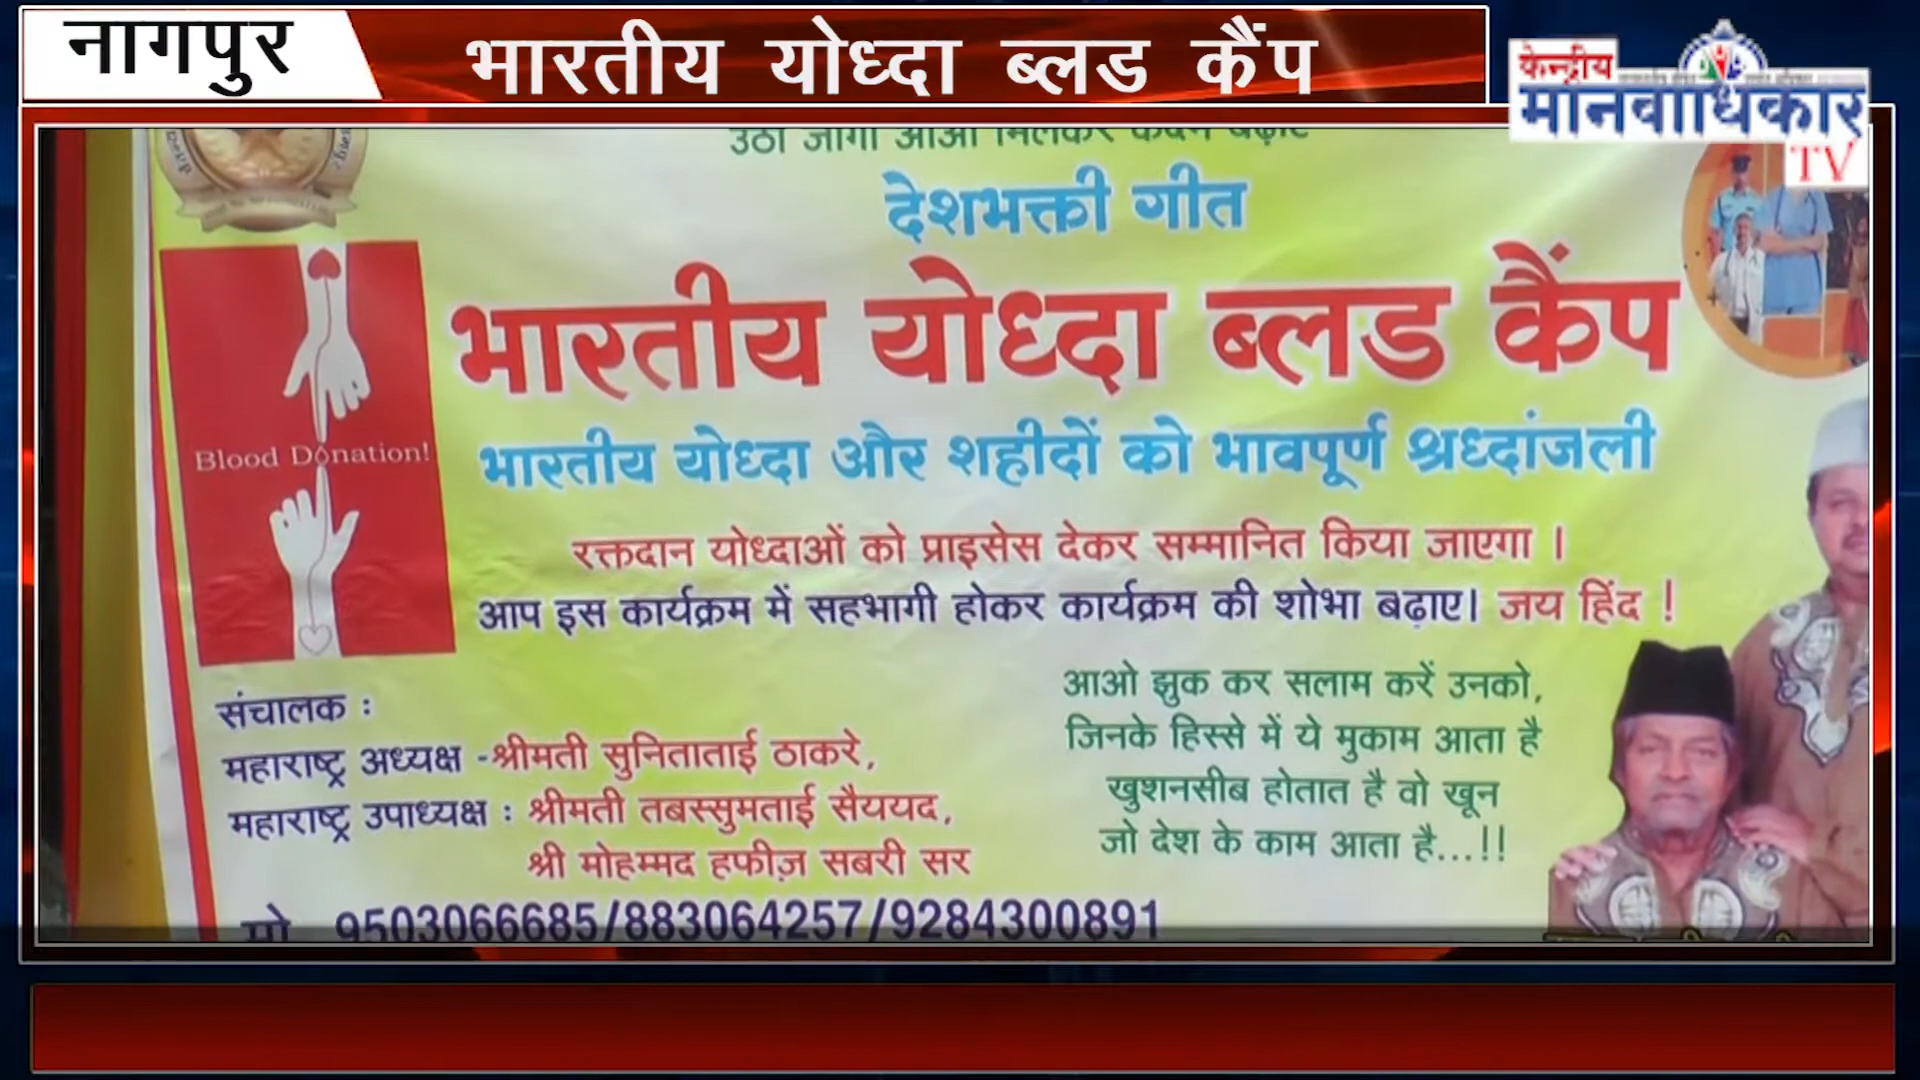 नागपुर
भारतीय योध्दा ब्लड कैंप
केन्द्रीय
मानवाधिकार
TV
देशभक्ती गीत
भारतीय योध्दा ब्लड कैंप
भारतीय योध्दा और शहीदों को भावपूर्ण श्रध्दांजली
Blood Donation!
रक्तदान योध्दाओं को प्राइसेस देकर सम्मानित किया जाएगा ।
आप इस कार्यक्रम में सहभागी होकर कार्यक्रम की शोभा बढ़ाए। जय हिंद !
संचालक :
महाराष्ट्र अध्यक्ष -श्रीमती सुनिताताई ठाकरे,
महाराष्ट्र उपाध्यक्ष : श्रीमती तबस्सुमताई सैययद,
श्री मोहम्मद हफीज़ सबरी सर
आओ झुक कर सलाम करें उनको,
जिनके हिस्से में ये मुकाम आता है
खुशनसीब होतात है वो खून
जो देश के काम आता है...!!
मो 9503066685/883064257/9284300891